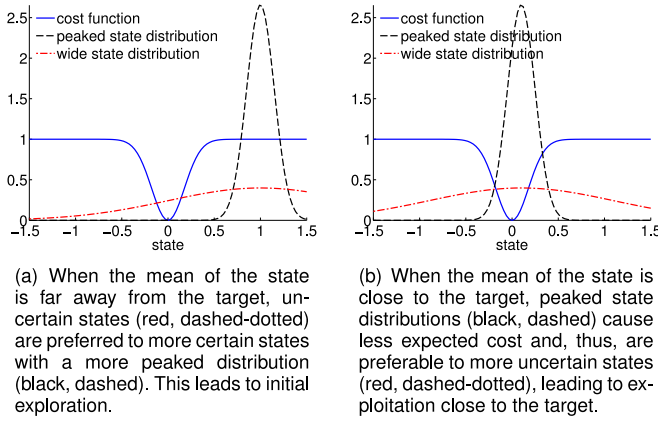 2.5
2
1.5
1
0.5
0
−1.5
−1
−0.5
0
0.5
1
1.5
state
cost function
peaked state distribution
wide state distribution
2.5
2
1.5
1
0.5
0
−1.5
−1
−0.5
0
0.5
1
1.5
state
cost function
peaked state distribution
wide state distribution
(a) When the mean of the state
is far away from the target, un-
certain states (red, dashed-dotted)
are preferred to more certain states
with a more peaked distribution
(black, dashed). This leads to initial
exploration.
(b) When the mean of the state is
close to the target, peaked state
distributions (black, dashed) cause
less expected cost and, thus, are
preferable to more uncertain states
(red, dashed-dotted), leading to ex-
ploitation close to the target.